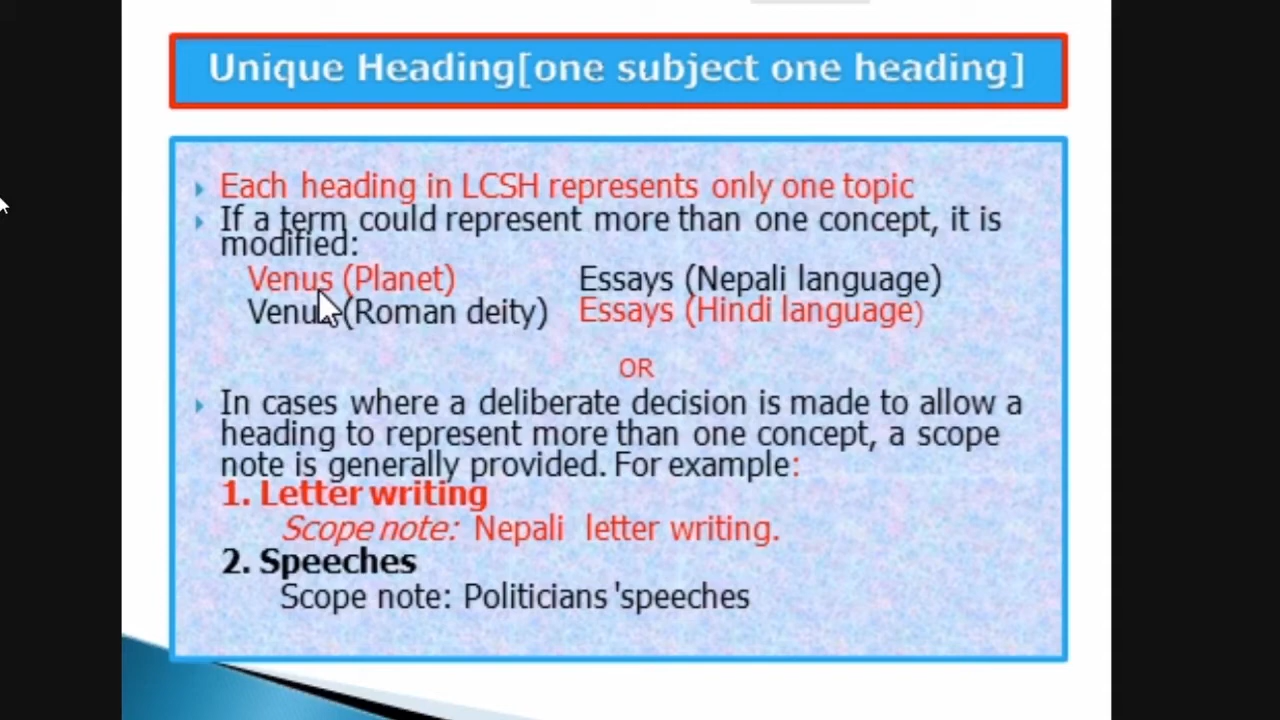 Unique Heading[one subject one heading]
Each heading in LCSH represents only one topic
If a term could represent more than one concept, it is
modified:
Venus (Planet) Essays (Nepali language)
Venus (Roman deity) Essays (Hindi language)
OR
In cases where a deliberate decision is made to allow a
heading to represent more than one concept, a scope
note is generally provided. For example:
1. Letter writing
Scope note: Nepali letter writing.
2. Speeches
Scope note: Politicians 'speeches